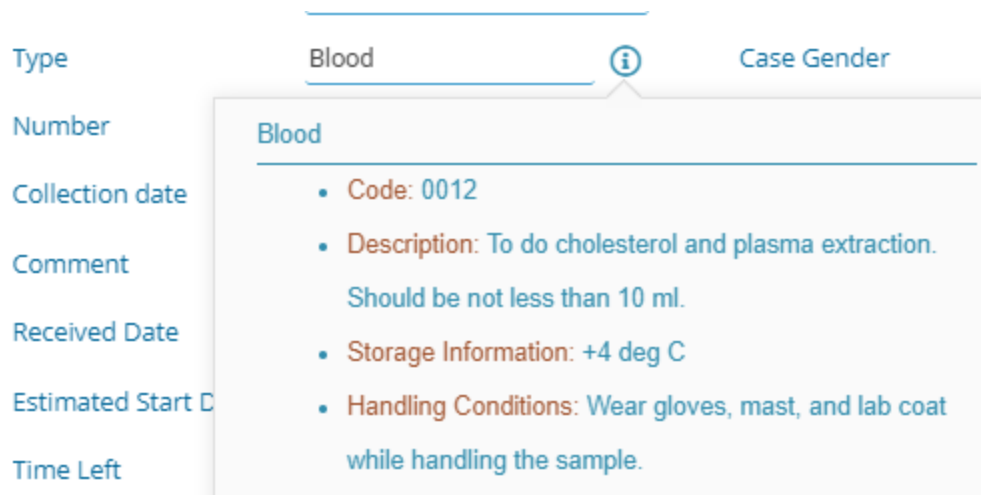 Type Blood Case Gender
Number
Blood
Collection date
Code: 0012
Description: To do cholesterol and plasma extraction.
Comment
Should be not less than 10 ml.
Received Date
Storage Information: +4 deg C
Estimated Start D
Handling Conditions: Wear gloves, mast, and lab coat
while handling the sample.
Time Left